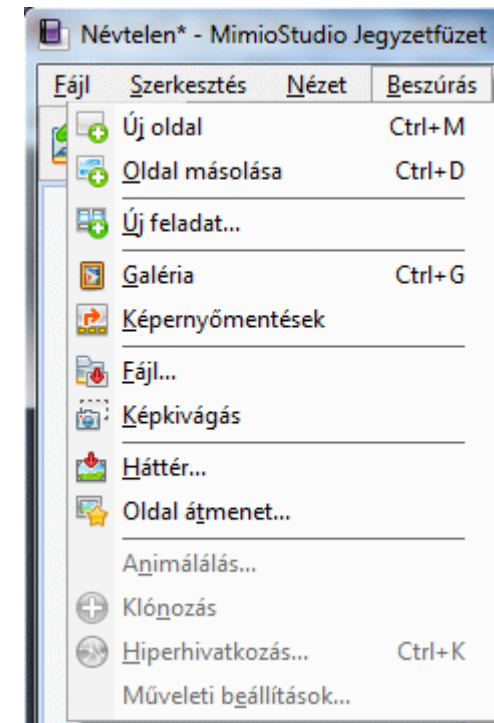 Névtelen* - MimioStudio Jegyzetfüzet
Fájl Szerkesztés Nézet Beszúrás
Új oldal Ctrl+M
Oldal másolása Ctrl+D
Új feladat...
Galéria Ctrl+G
Képernyőmentések
Fájl...
Képkivágás
Háttér...
Oldal átmenet...
Animálálás...
Klónozás
Hiperhivatkozás... Ctrl+K
Műveleti beállítások...